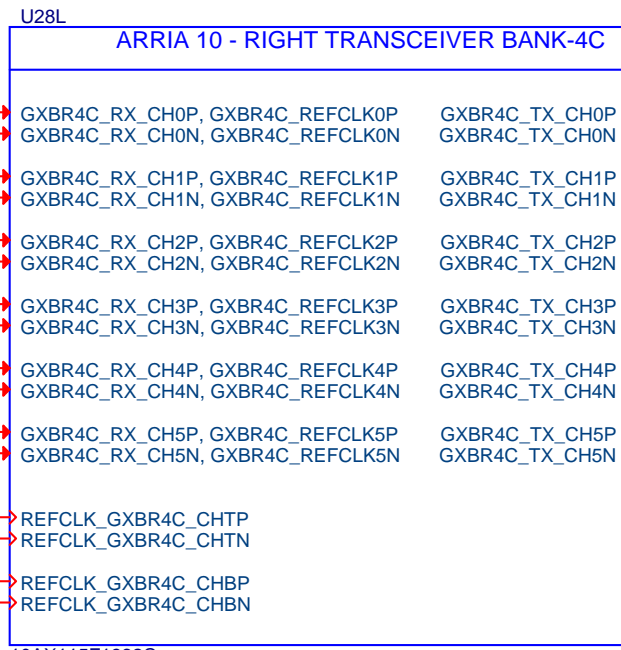 U28L
ARRIA 10 - RIGHT TRANSCEIVER BANK-4C
GXBR4C_RX_CH0P, GXBR4C_REFCLK0P GXBR4C_TX_CH0P
GXBR4C_RX_CH0N, GXBR4C_REFCLK0N GXBR4C_TX_CH0N
GXBR4C_RX_CH1P, GXBR4C_REFCLK1P GXBR4C_TX_CH1P
GXBR4C_RX_CH1N, GXBR4C_REFCLK1N GXBR4C_TX_CH1N
GXBR4C_RX_CH2P, GXBR4C_REFCLK2P GXBR4C_TX_CH2P
GXBR4C_RX_CH2N, GXBR4C_REFCLK2N GXBR4C_TX_CH2N
GXBR4C_RX_CH3P, GXBR4C_REFCLK3P GXBR4C_TX_CH3P
GXBR4C_RX_CH3N, GXBR4C_REFCLK3N GXBR4C_TX_CH3N
GXBR4C_RX_CH4P, GXBR4C_REFCLK4P GXBR4C_TX_CH4P
GXBR4C_RX_CH4N, GXBR4C_REFCLK4N GXBR4C_TX_CH4N
GXBR4C_RX_CH5P, GXBR4C_REFCLK5P GXBR4C_TX_CH5P
GXBR4C_RX_CH5N, GXBR4C_REFCLK5N GXBR4C_TX_CH5N
REFCLK_GXBR4C_CHTP
REFCLK_GXBR4C_CHTN
REFCLK_GXBR4C_CHBP
REFCLK_GXBR4C_CHBN